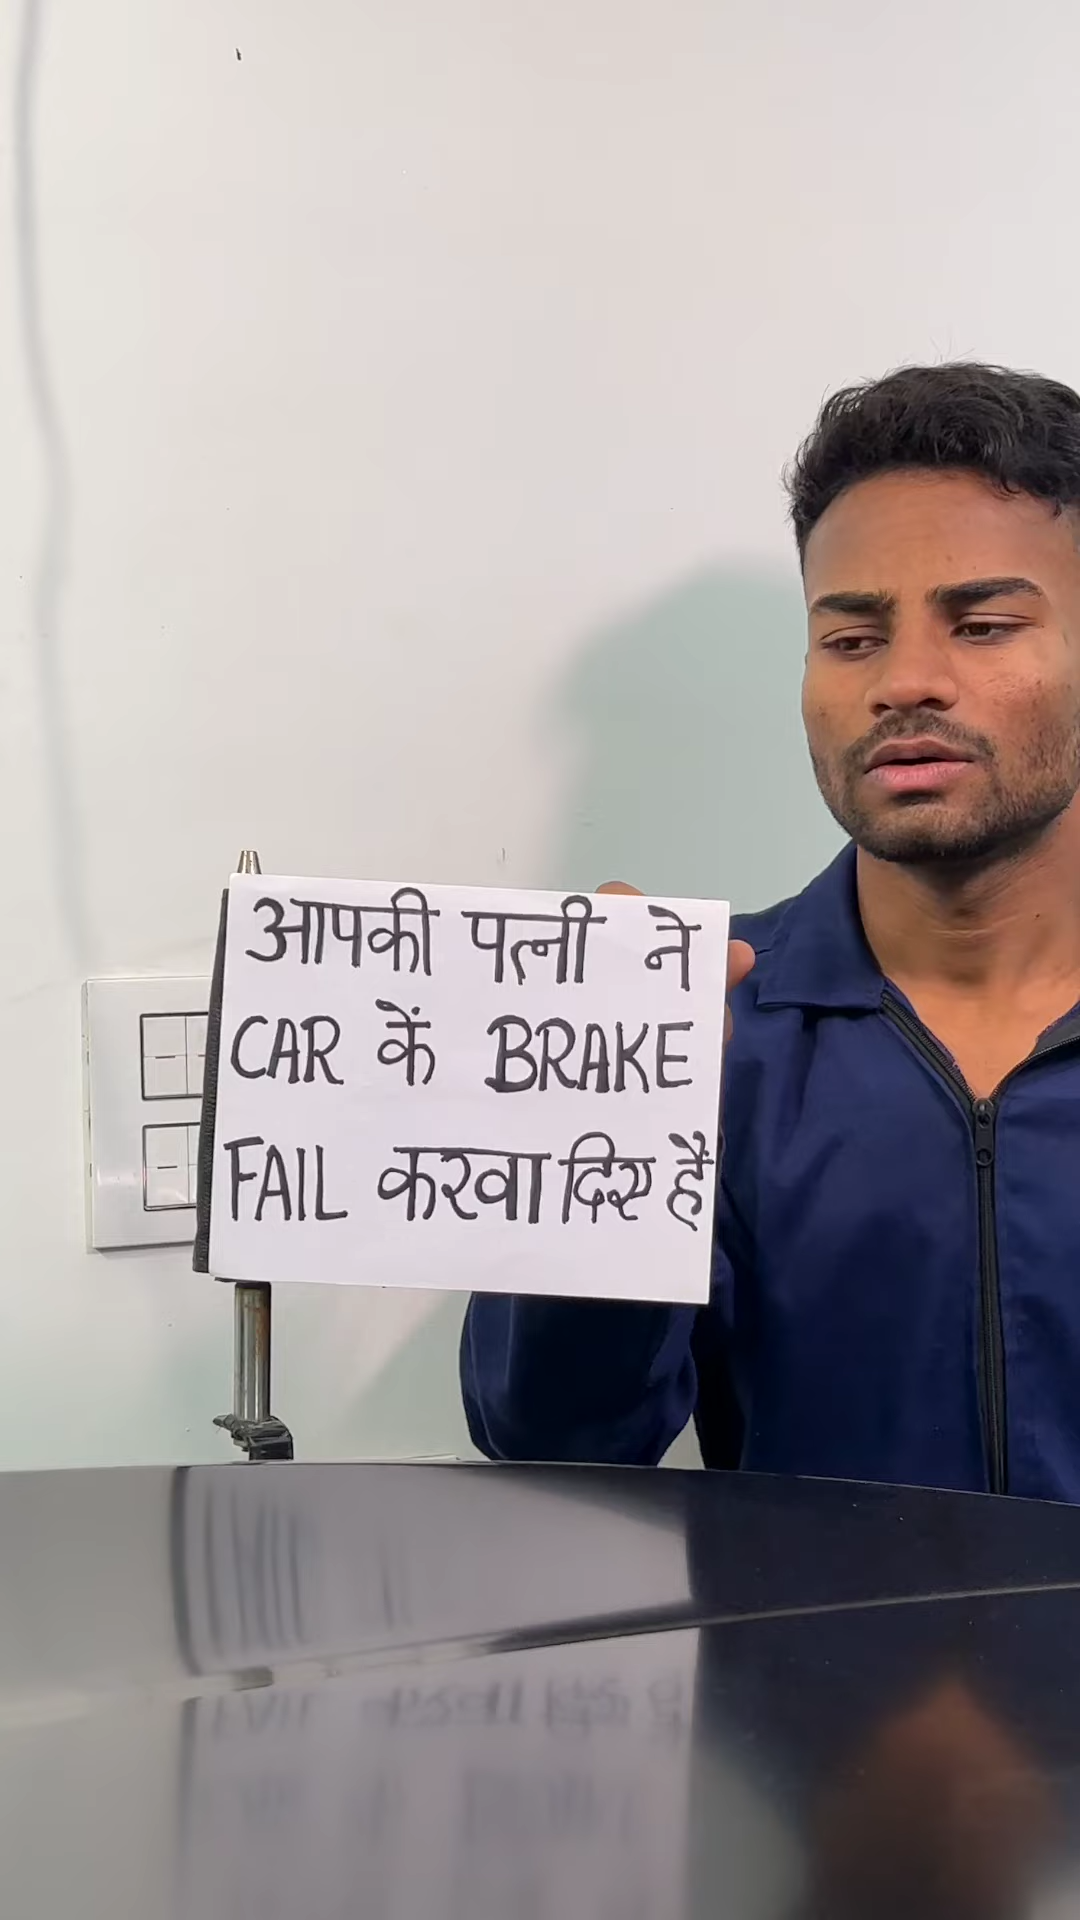 आपकी पत्नी ने
CAR कें BRAKE
FAIL करवा दिए हैं